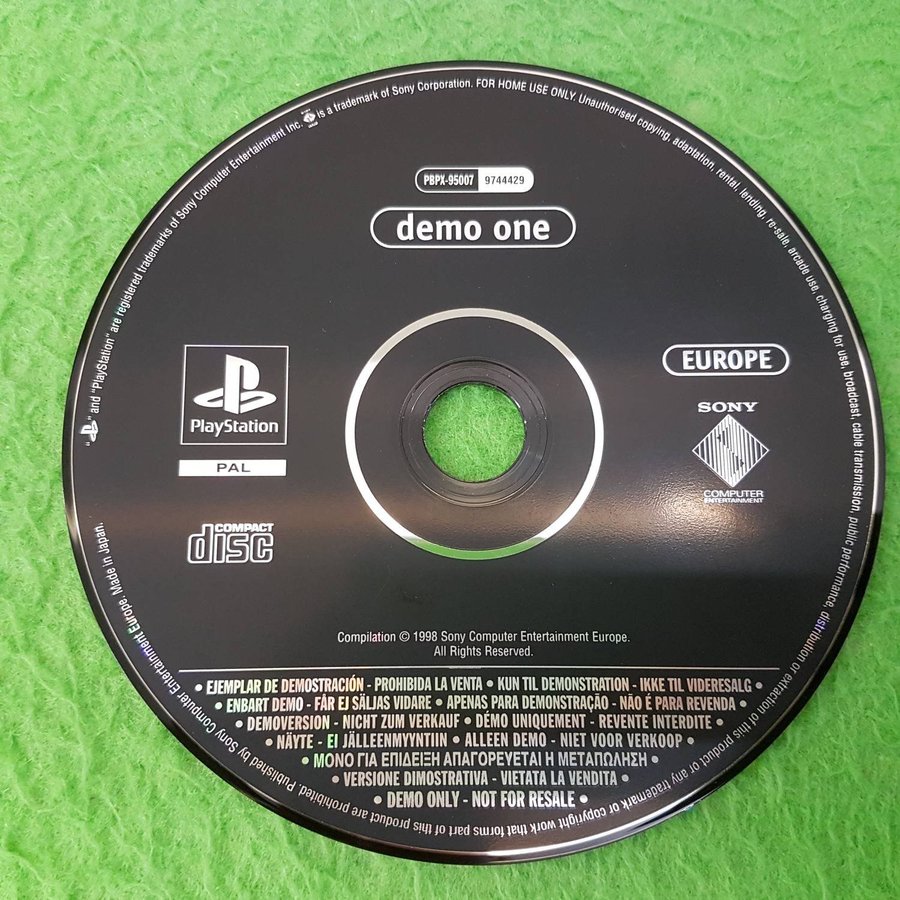 PBPX-95007 9744429
demo one
EUROPE
PlayStation
PAL
SONY
COMPUTER
ENTERTAINMENT
COMPACT
disc
Compilation © 1998 Sony Computer Entertainment Europe.
All Rights Reserved.
• EJEMPLAR DE DEMOSTRACIÓN - PROHIBIDA LA VENTA • KUN TIL DEMONSTRATION - IKKE TIL VIDERESALG •
• ENBART DEMO - FÅR EJ SÄLJAS VIDARE • APENAS PARA DEMOSTRAÇÃO - NÃO É PARA REVENDA •
• DEMOVERSION - NICHT ZUM VERKAUF • DÉMO UNIQUEMENT - REVENTE INTERDITE •
• NÄYTE - EI JÄLLEENMYYNTIIN • ALLEEN DEMO - NIET VOOR VERKOOP •
• ΜΟΝΟ ΓΙΑ ΕΠΙΔΕΙΞΗ ΑΠΑΓΟΡΕΥΕΤΑΙ Η ΜΕΤΑΠΩΛΗΣΗ •
• VERSIONE DIMOSTRATIVA - VIETATA LA VENDITA •
• DEMO ONLY - NOT FOR RESALE •
" " and "PlayStation" are registered trademarks of Sony Computer Entertainment Inc. is a trademark of Sony Corporation. FOR HOME USE ONLY. Unauthorised copying, adaptation, rental, lending, re-sale, arcade use, charging for use, broadcast, cable transmission, public performance, distribution or extraction of this product or any trademark or copyright work that forms part of this product are prohibited. Published by Sony Computer Entertainment Europe. Made in Japan.